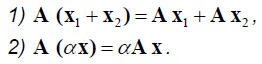 1) A (x₁ + x₂) = A x₁ + A x₂ ,
2) A (αx) = αA x .